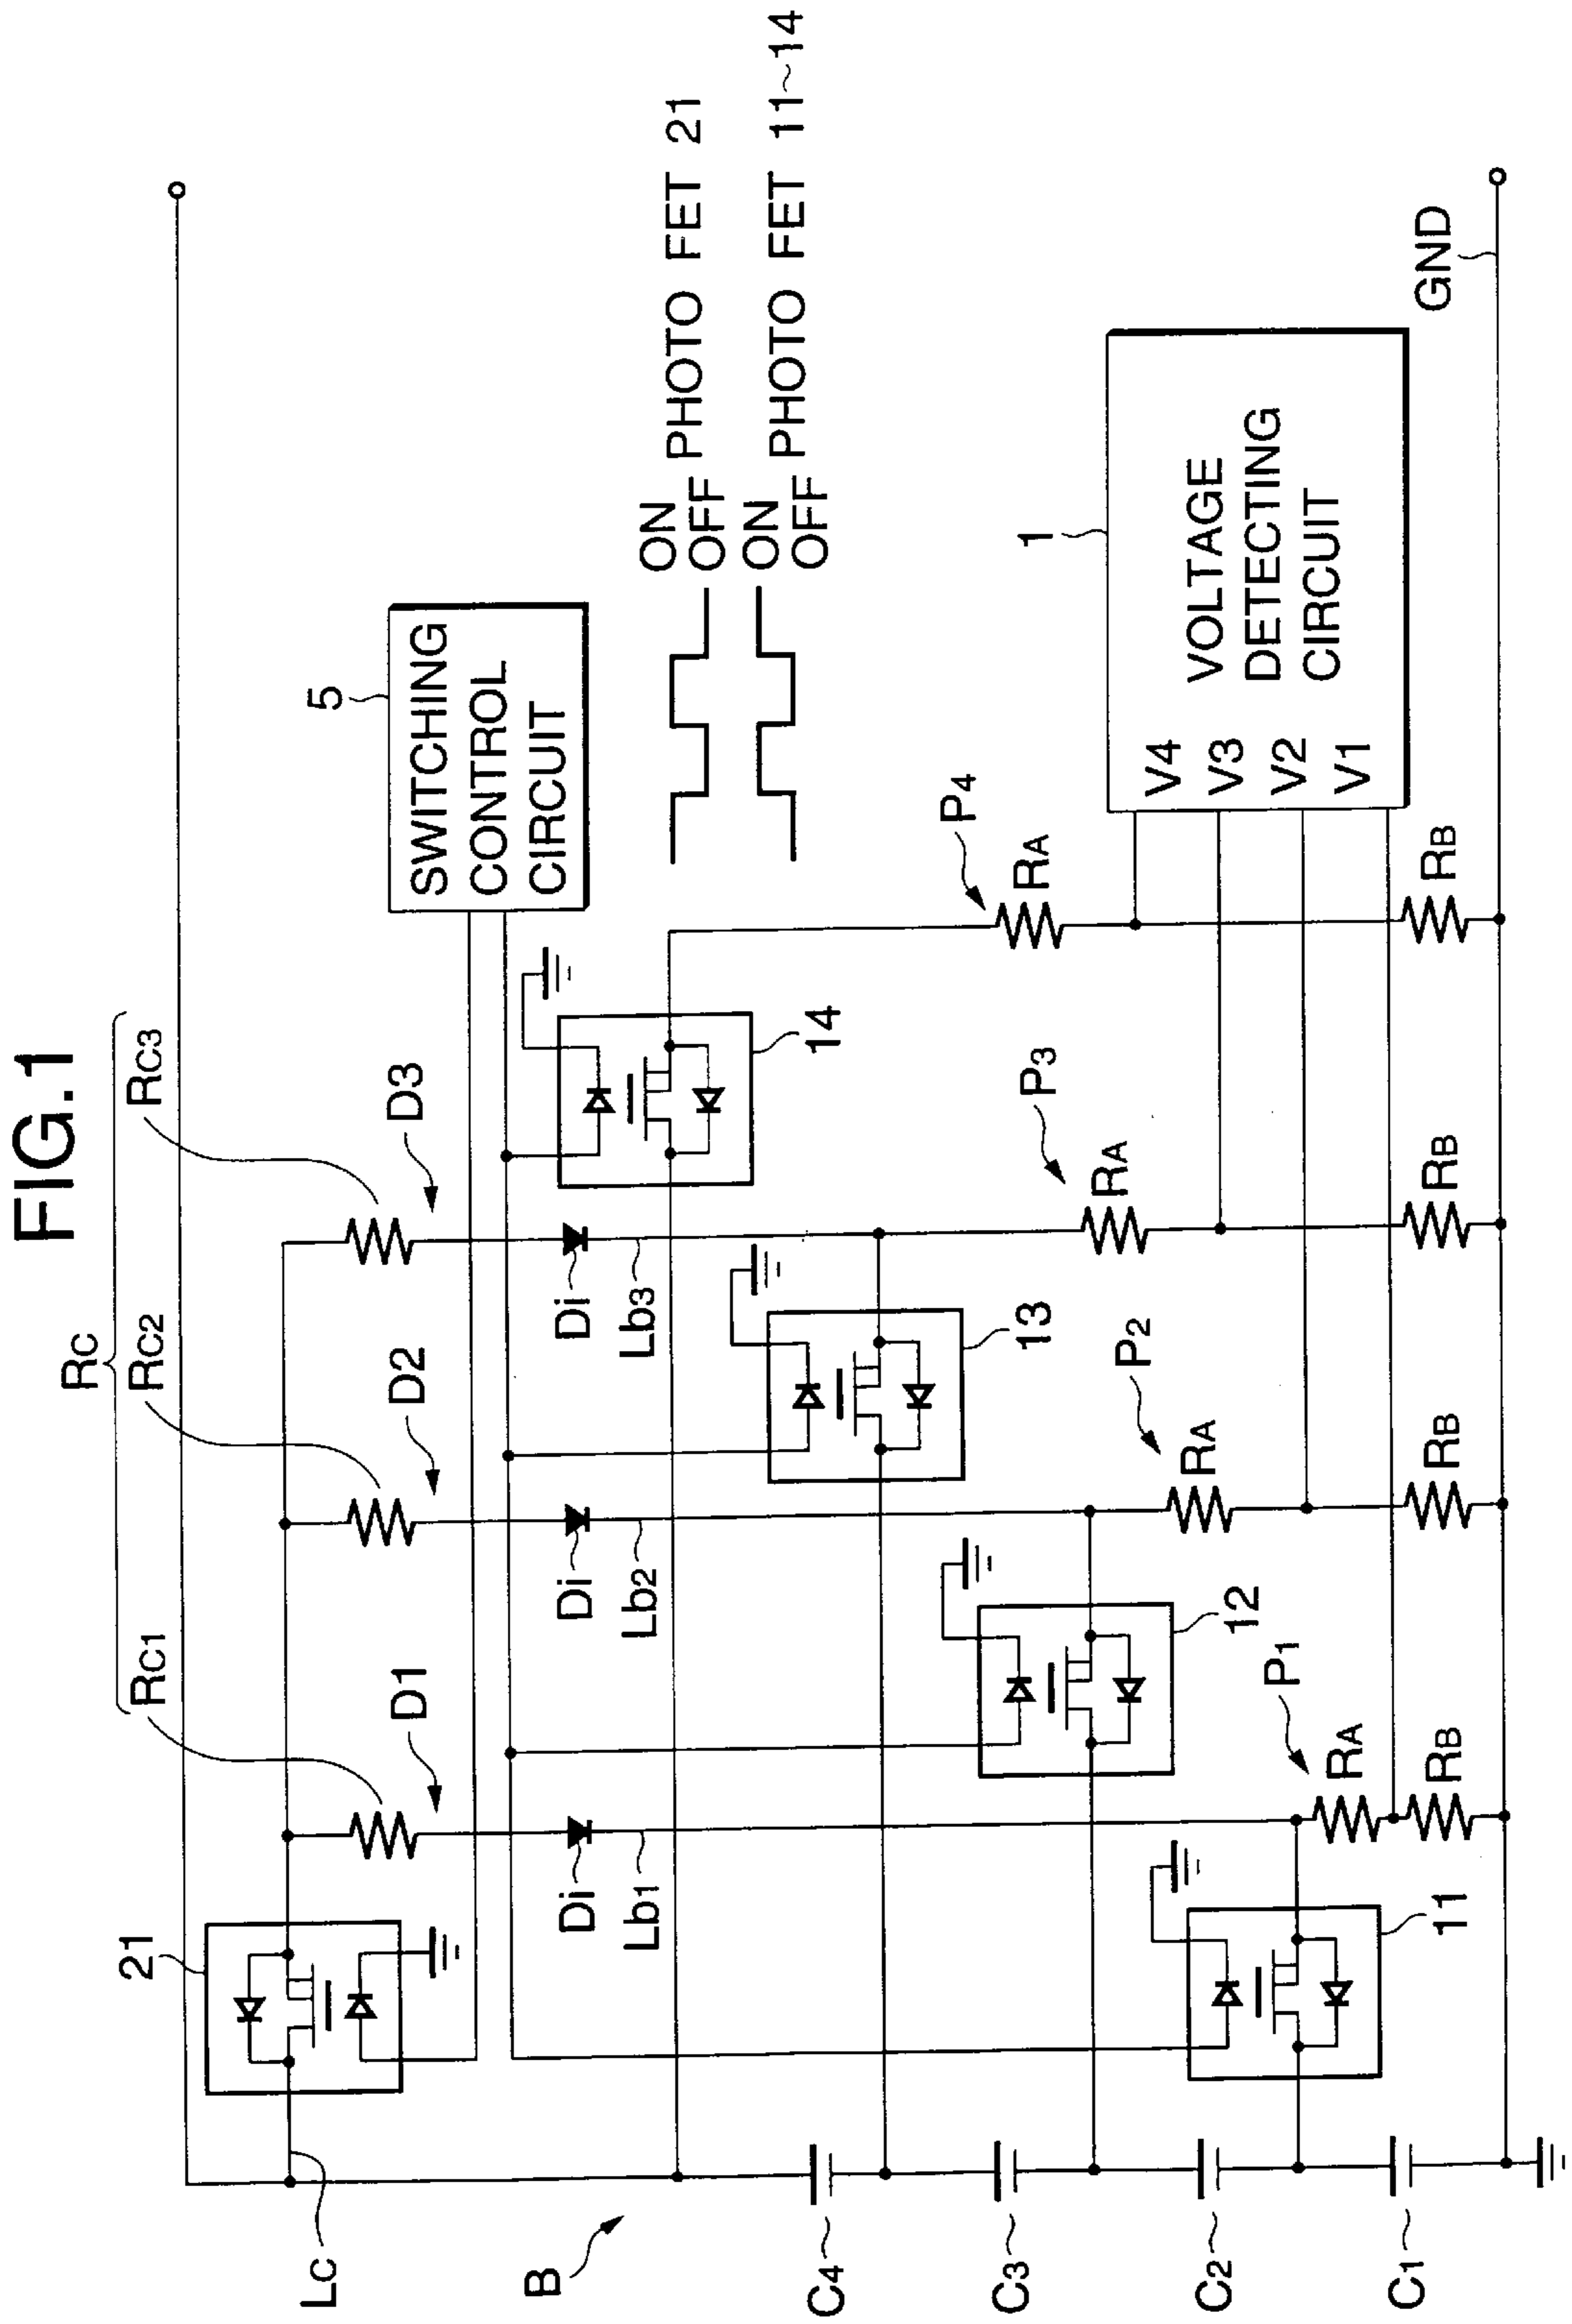 FIG.1
RC
RC1 RC2 RC3
21
D1 D2 D3
LC
5
SWITCHING
CONTROL
CIRCUIT
B
Di Di Di
Lb1 Lb2 Lb3
14
ON
OFF
PHOTO FET 21
ON
OFF
PHOTO FET 11~14
C4
13
P4
RA
C3
12
P3
RA
1
VOLTAGE
DETECTING
CIRCUIT
V4
V3
V2
V1
P2
RA
C2
11
P1
RA
C1
RB RB RB RB
GND